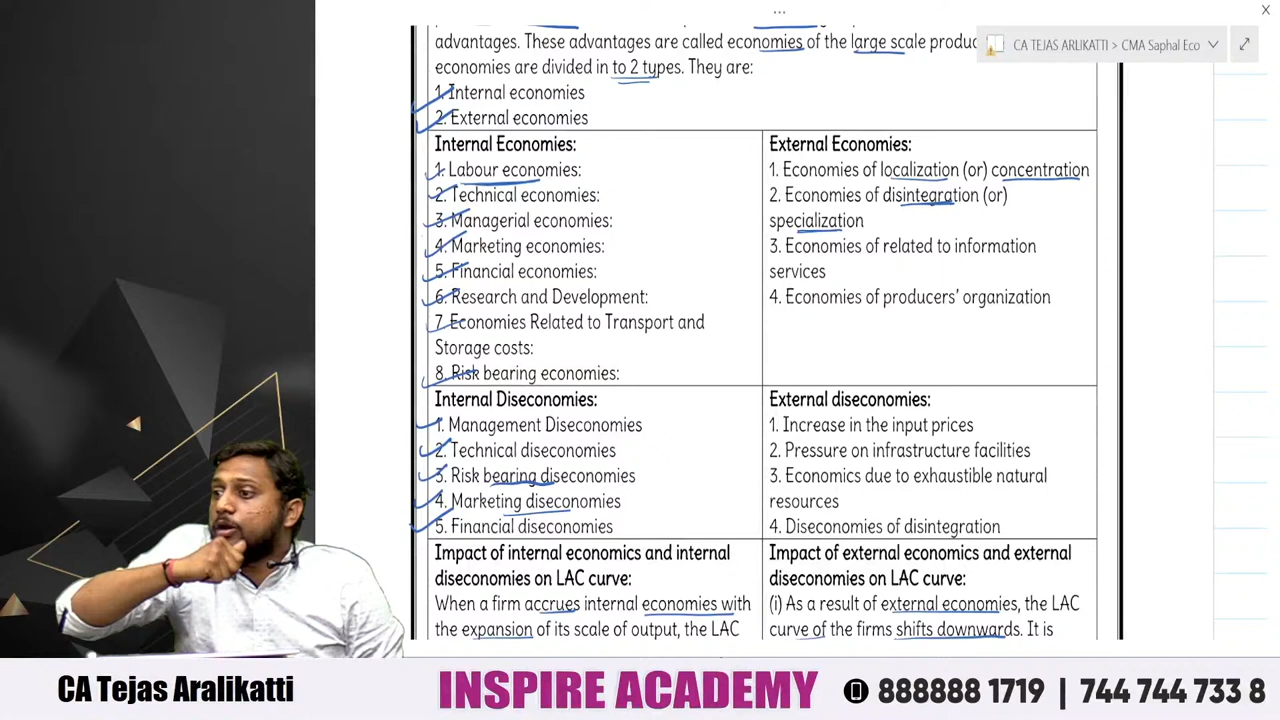 ...
x
CA TEJAS ARLIKATTI > CMA Saphal Eco
advantages. These advantages are called economies of the large scale produc
economies are divided in to 2 types. They are:
1. Internal economies
2. External economies
Internal Economies:
1. Labour economies:
2. Technical economies:
3. Managerial economies:
4. Marketing economies:
5. Financial economies:
6. Research and Development:
7. Economies Related to Transport and
Storage costs:
8. Risk bearing economies:
External Economies:
1. Economies of localization (or) concentration
2. Economies of disintegration (or)
specialization
3. Economies of related to information
services
4. Economies of producers' organization
Internal Diseconomies:
1. Management Diseconomies
2. Technical diseconomies
3. Risk bearing diseconomies
4. Marketing diseconomies
5. Financial diseconomies
External diseconomies:
1. Increase in the input prices
2. Pressure on infrastructure facilities
3. Economics due to exhaustible natural
resources
4. Diseconomies of disintegration
Impact of internal economics and internal
diseconomies on LAC curve:
When a firm accrues internal economies with
the expansion of its scale of output, the LAC
Impact of external economics and external
diseconomies on LAC curve:
(i) As a result of external economies, the LAC
curve of the firms shifts downwards. It is
CA Tejas Aralikatti
INSPIRE ACADEMY
888888 1719 | 744 744 733 8